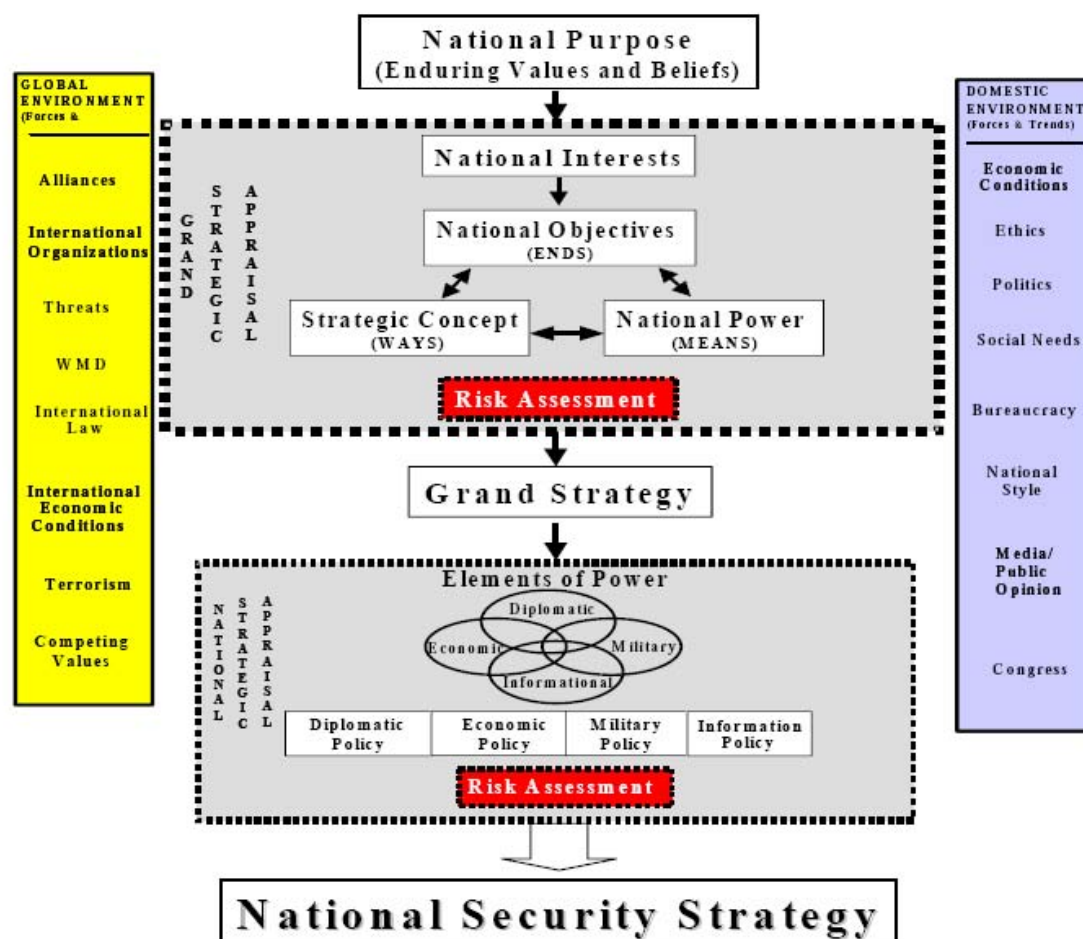 National Purpose
(Enduring Values and Beliefs)
GLOBAL
ENVIRONMENT
(Forces &
Alliances
International
Organizations
Threats
WMD
International
Law
International
Economic
Conditions
Terrorism
Competing
Values
GRAND
STRATEGIC
APPRAISAL
National Interests
National Objectives
(ENDS)
Strategic Concept
(WAYS)
National Power
(MEANS)
Risk Assessment
Grand Strategy
NATIONAL
STRATEGIC
APPRAISAL
Elements of Power
Diplomatic
Economic
Military
Informational
Diplomatic
Policy
Economic
Policy
Military
Policy
Information
Policy
Risk Assessment
DOMESTIC
ENVIRONMENT
(Forces & Trends)
Economic
Conditions
Ethics
Politics
Social Needs
Bureaucracy
National
Style
Media/
Public
Opinion
Congress
National Security Strategy